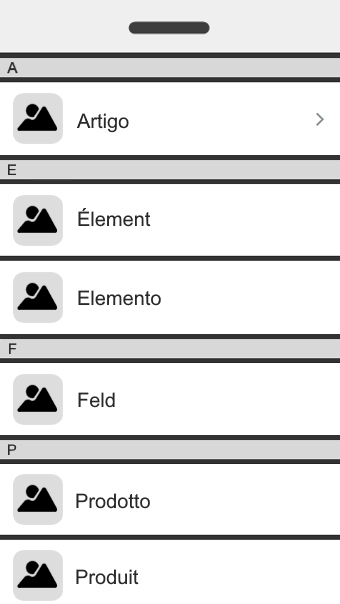 A
Artigo
E
Élement
Elemento
F
Feld
P
Prodotto
Produit